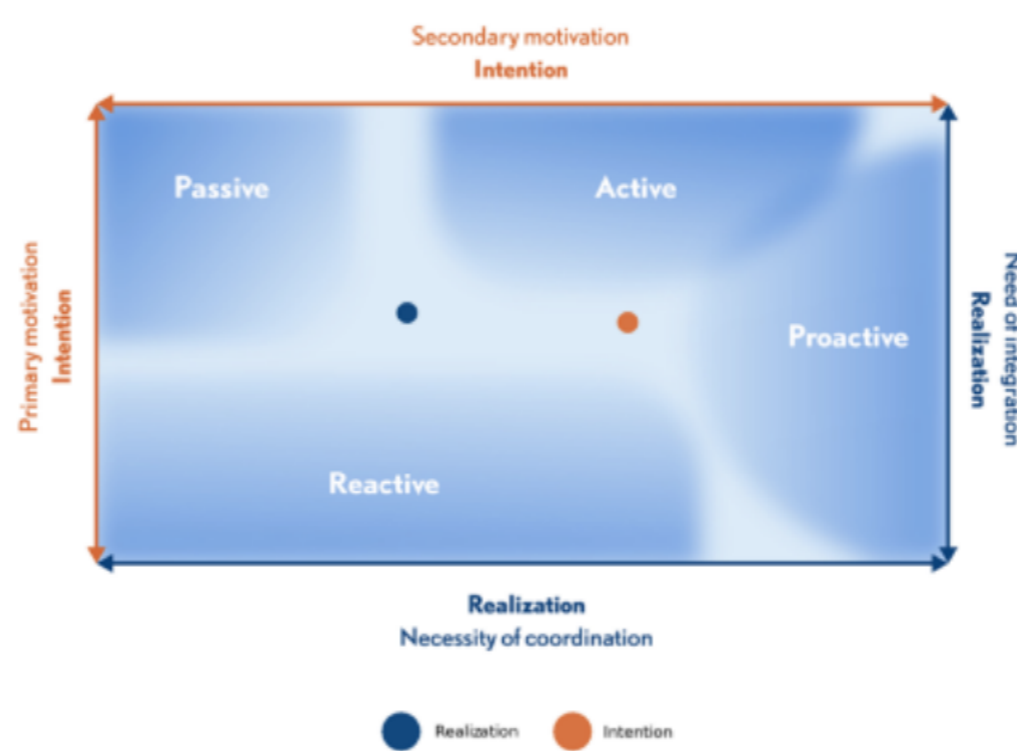 Secondary motivation
Intention
Passive
Active
Primary motivation
Intention
Proactive
Realization
Need of integration
Reactive
Realization
Necessity of coordination
Realization
Intention